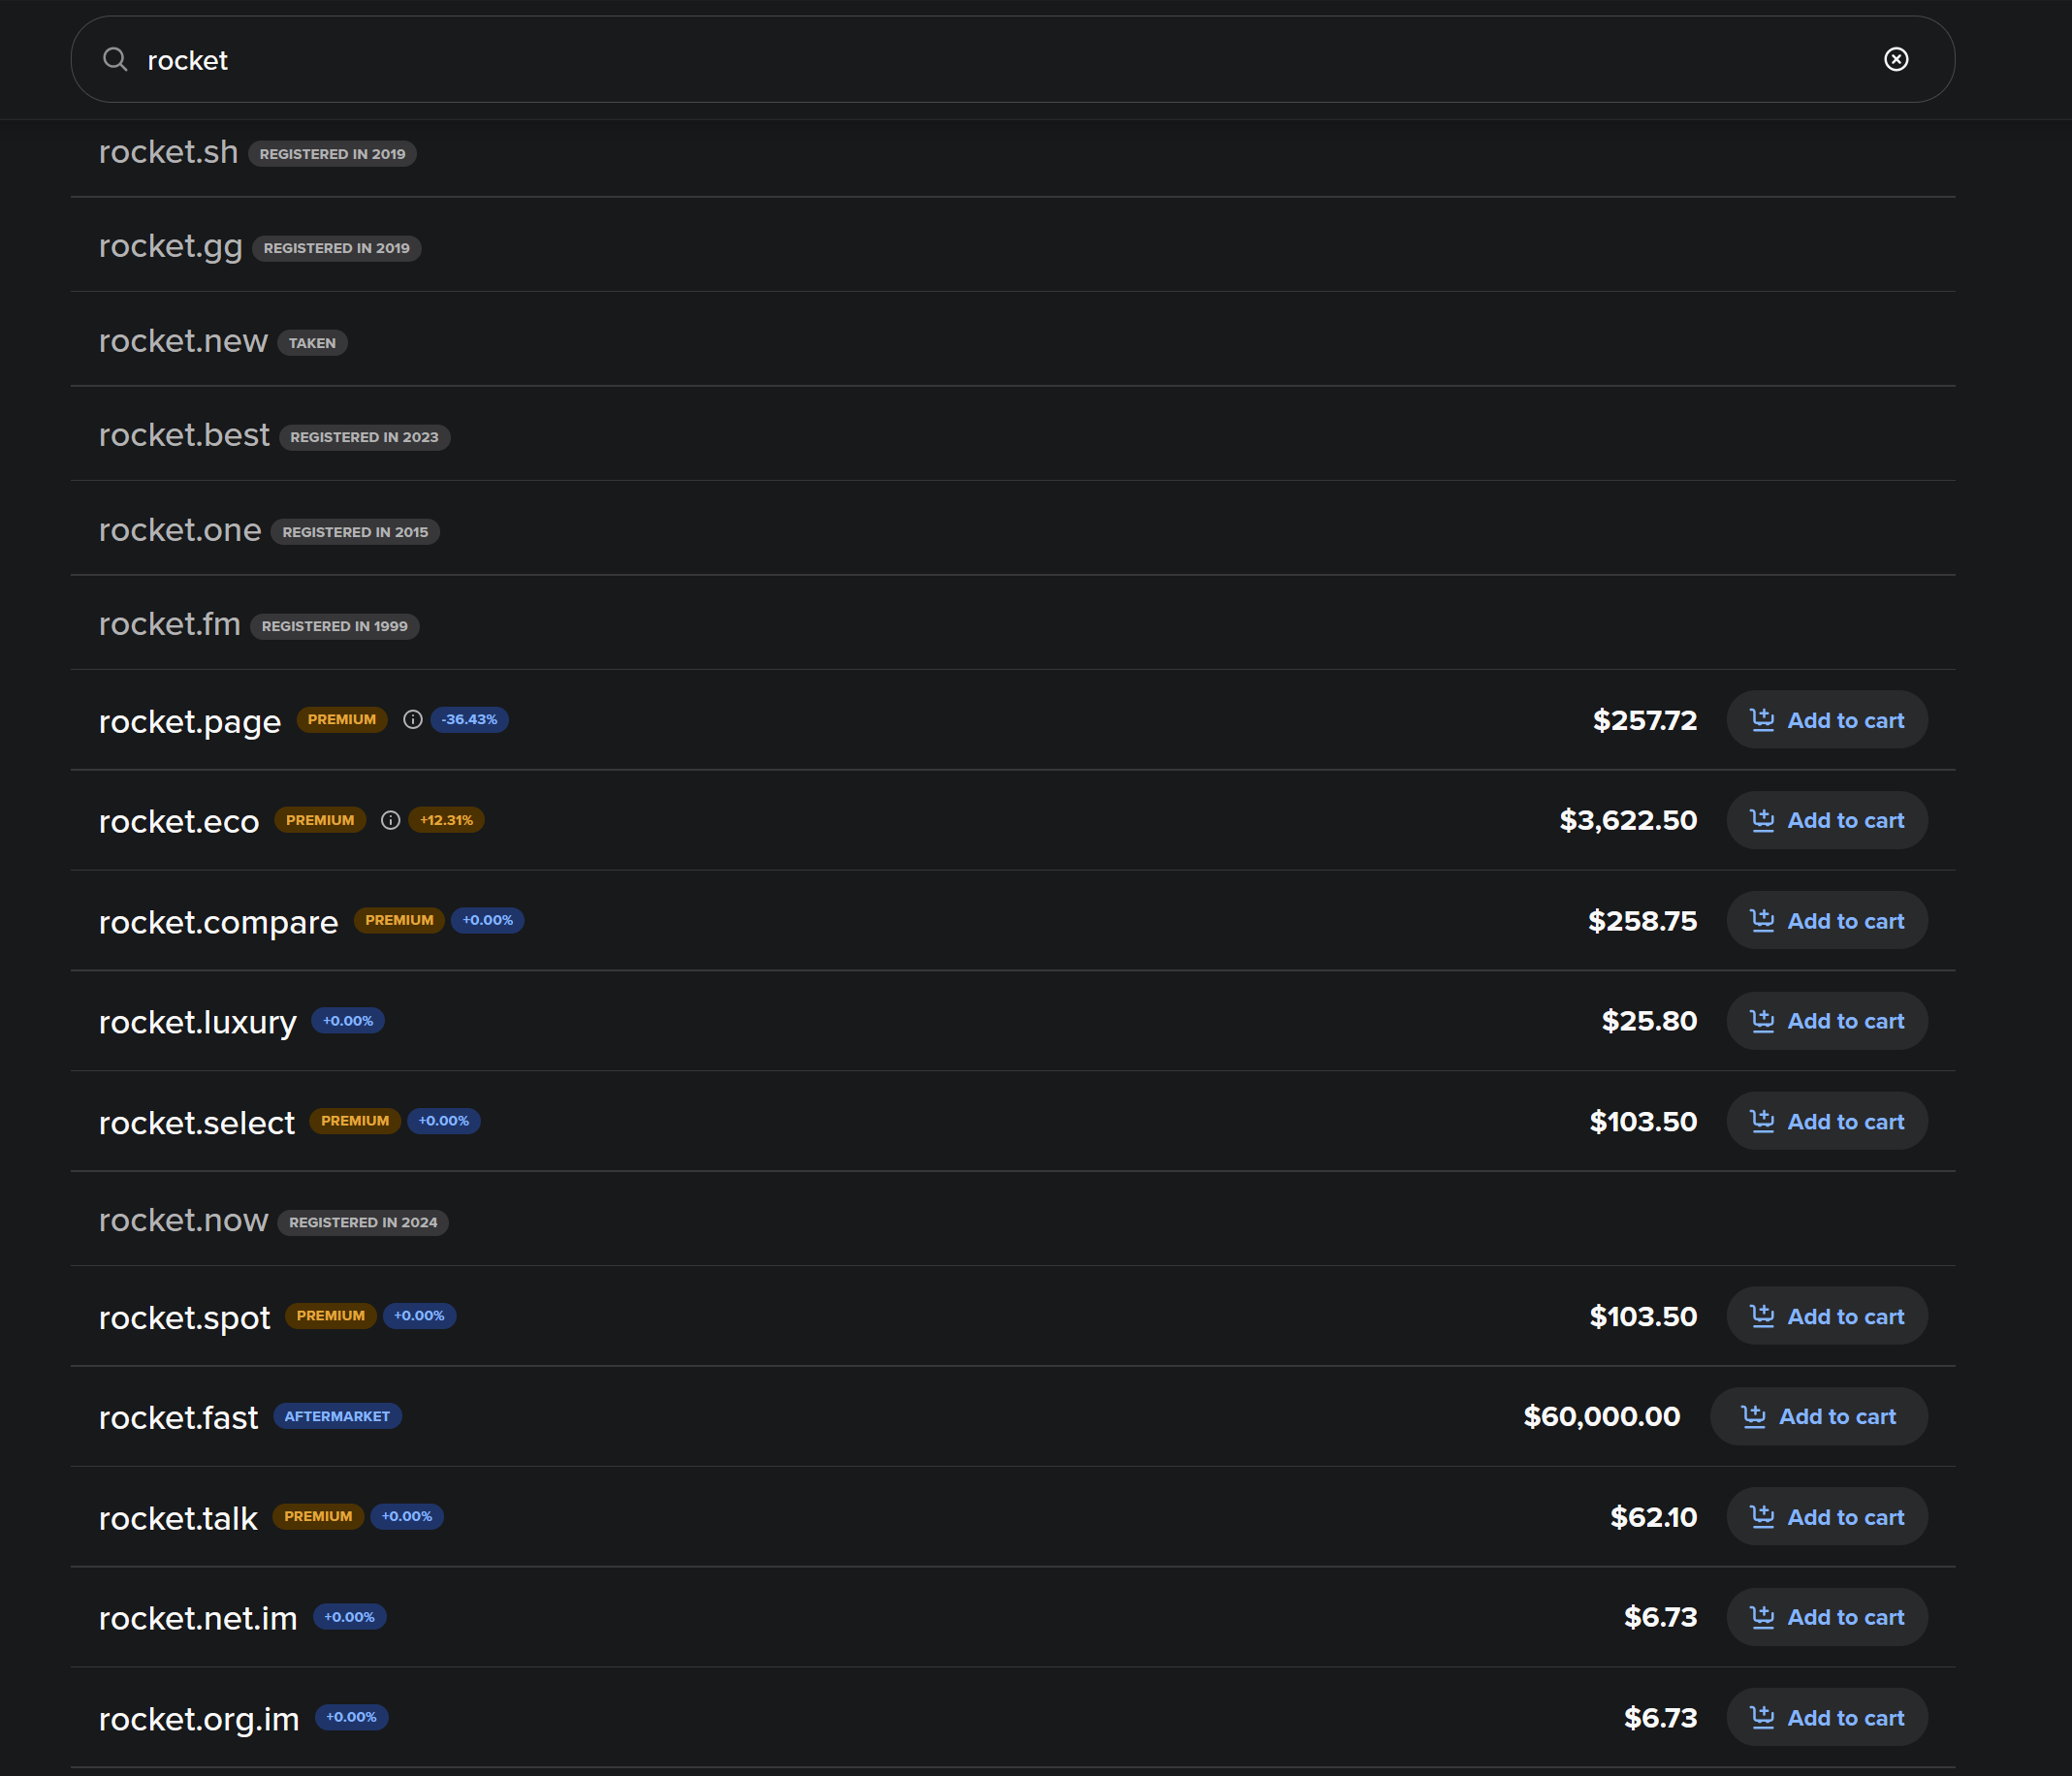 rocket
rocket.sh REGISTERED IN 2019
rocket.gg REGISTERED IN 2019
rocket.new TAKEN
rocket.best REGISTERED IN 2023
rocket.one REGISTERED IN 2015
rocket.fm REGISTERED IN 1999
rocket.page PREMIUM -36.43% $257.72 Add to cart
rocket.eco PREMIUM +12.31% $3,622.50 Add to cart
rocket.compare PREMIUM +0.00% $258.75 Add to cart
rocket.luxury +0.00% $25.80 Add to cart
rocket.select PREMIUM +0.00% $103.50 Add to cart
rocket.now REGISTERED IN 2024
rocket.spot PREMIUM +0.00% $103.50 Add to cart
rocket.fast AFTERMARKET $60,000.00 Add to cart
rocket.talk PREMIUM +0.00% $62.10 Add to cart
rocket.net.im +0.00% $6.73 Add to cart
rocket.org.im +0.00% $6.73 Add to cart